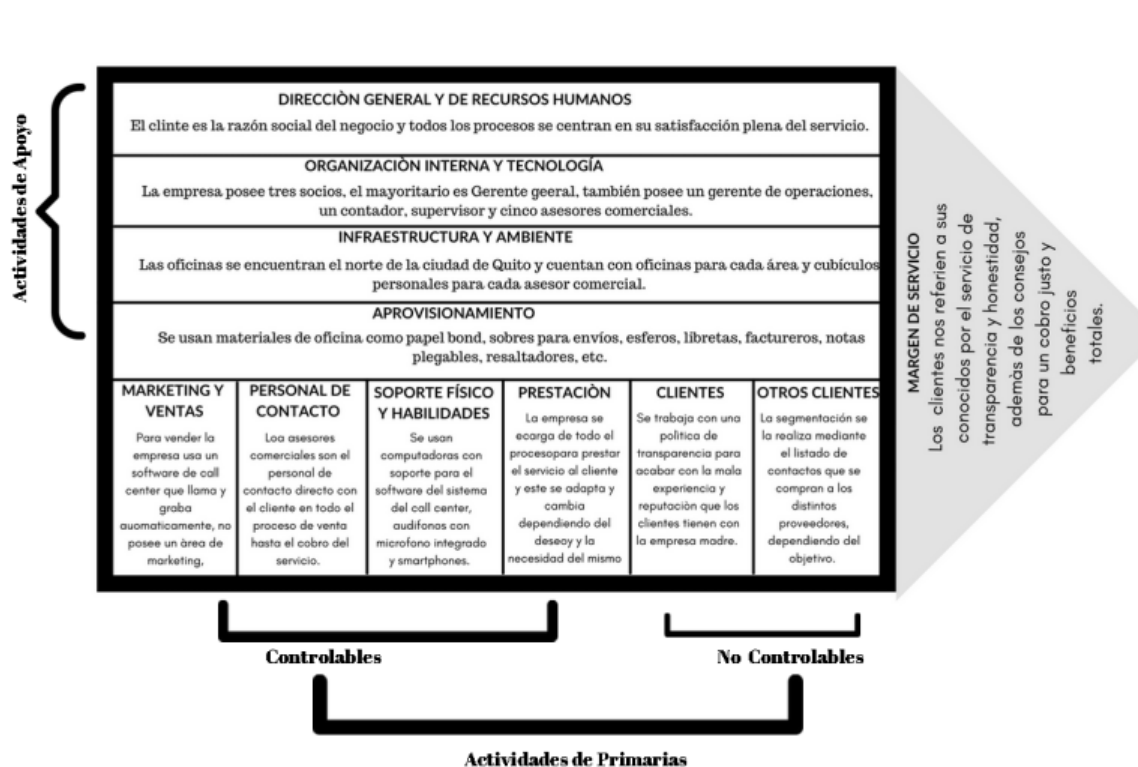 Actividades de Apoyo
DIRECCIÒN GENERAL Y DE RECURSOS HUMANOS
El clinte es la razón social del negocio y todos los procesos se centran en su satisfacción plena del servicio.
ORGANIZACIÒN INTERNA Y TECNOLOGÍA
La empresa posee tres socios, el mayoritario es Gerente geeral, también posee un gerente de operaciones,
un contador, supervisor y cinco asesores comerciales.
INFRAESTRUCTURA Y AMBIENTE
Las oficinas se encuentran el norte de la ciudad de Quito y cuentan con oficinas para cada área y cubículos
personales para cada asesor comercial.
APROVISIONAMIENTO
Se usan materiales de oficina como papel bond, sobres para envíos, esferos, libretas, factureros, notas
plegables, resaltadores, etc.
MARKETING Y
VENTAS
Para vender la
empresa usa un
software de call
center que llama y
graba
auomaticamente, no
posee un àrea de
marketing,
PERSONAL DE
CONTACTO
Loa asesores
comerciales son el
personal de
contacto directo con
el cliente en todo el
proceso de venta
hasta el cobro del
servicio.
SOPORTE FÍSICO
Y HABILIDADES
Se usan
computadoras con
soporte para el
software del sistema
del call center,
audifonos con
microfono integrado
y smartphones.
PRESTACIÒN
La empresa se
ecarga de todo el
procesopara prestar
el servicio al cliente
y este se adapta y
cambia
dependiendo del
deseoy y la
necesidad del mismo
CLIENTES
Se trabaja con una
política de
transparencia para
acabar con la mala
experiencia y
reputaciòn que los
clientes tienen con
la empresa madre.
OTROS CLIENTES
La segmentaciòn se
la realiza mediante
el listado de
contactos que se
compran a los
distintos
proveedores,
dependiendo del
objetivo.
MARGEN DE SERVICIO
Los clientes nos referien a sus
conocidos por el servicio de
transparencia y honestidad,
ademàs de los consejos
para un cobro justo y
beneficios
totales.
Controlables
No Controlables
Actividades de Primarias